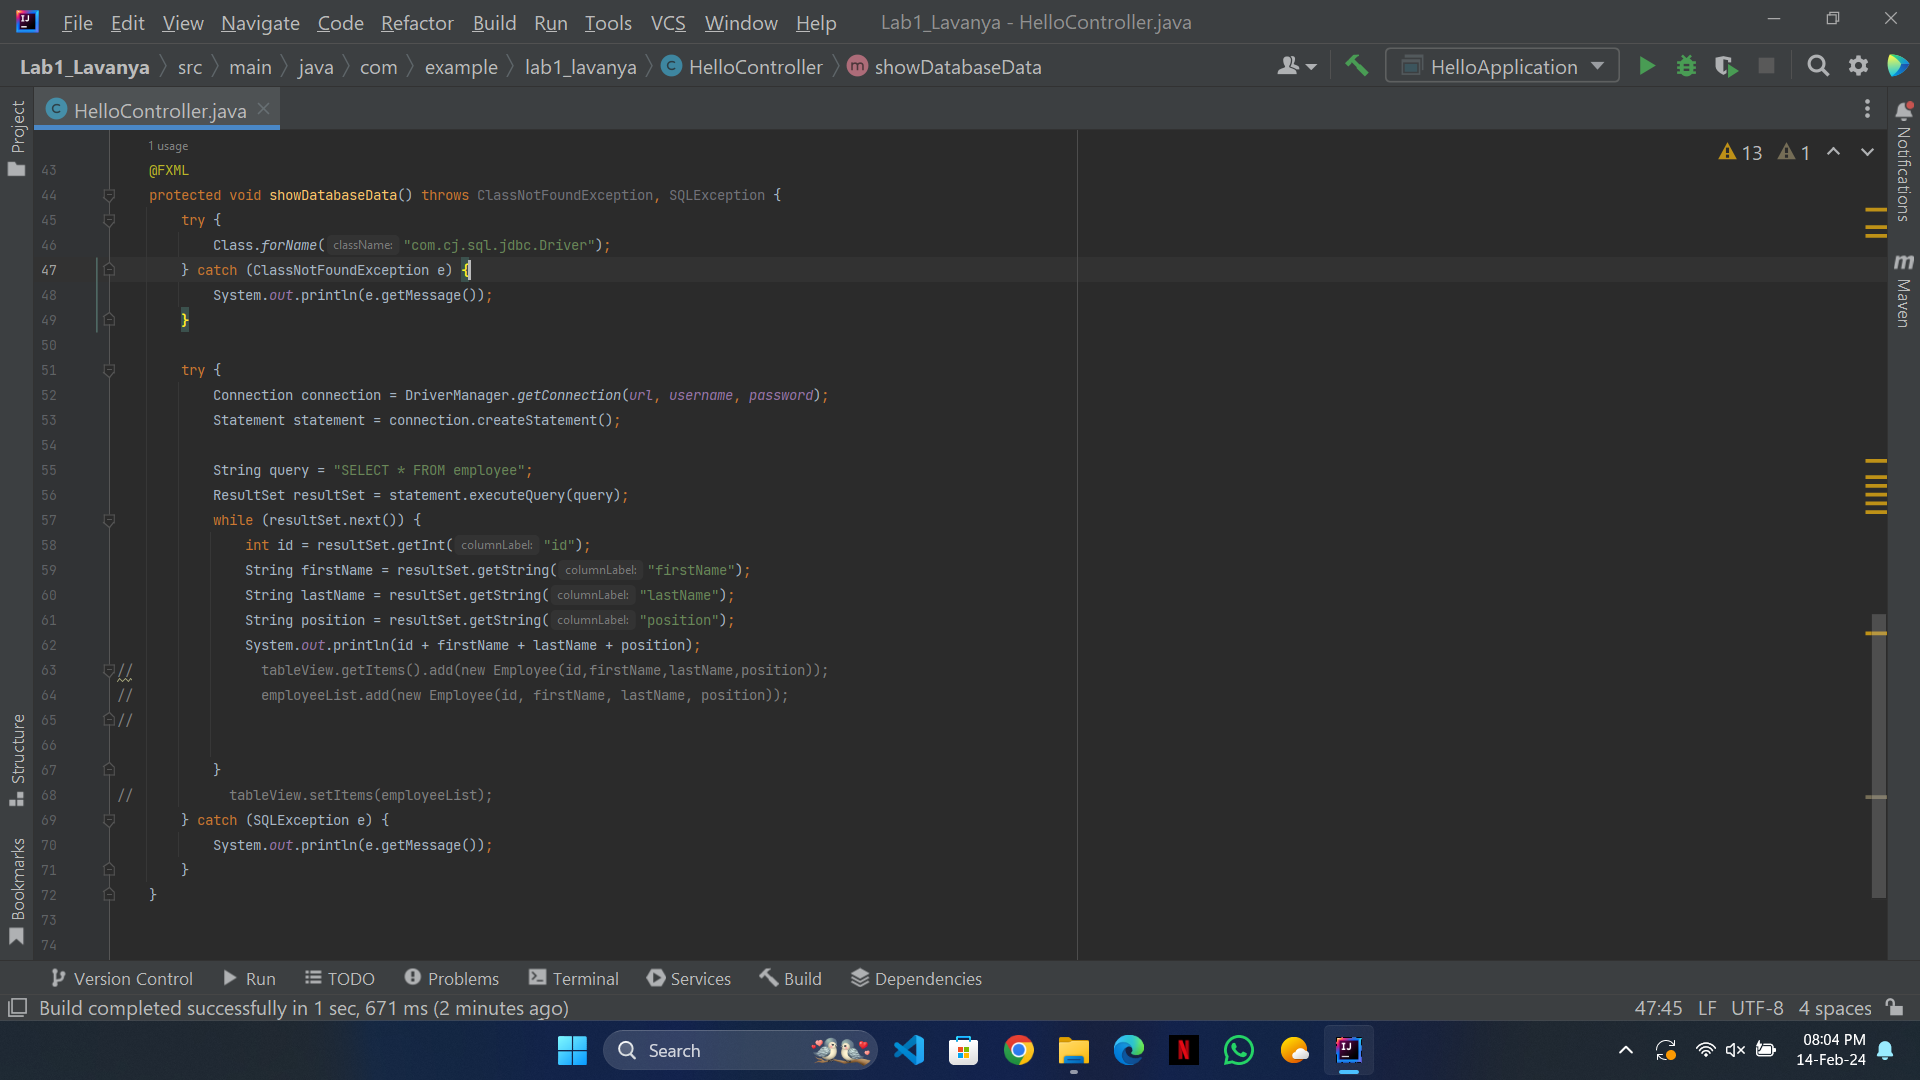 File Edit View Navigate Code Refactor Build Run Tools VCS Window Help Lab1_Lavanya - HelloController.java
Lab1_Lavanya src main java com example lab1_lavanya HelloController showDatabaseData HelloApplication
HelloController.java
Project
Structure
Bookmarks
Notifications
Maven
13 1
1 usage
43 @FXML
44 protected void showDatabaseData() throws ClassNotFoundException, SQLException {
45 try {
46 Class.forName( className: "com.cj.sql.jdbc.Driver");
47 } catch (ClassNotFoundException e) {
48 System.out.println(e.getMessage());
49 }
50
51 try {
52 Connection connection = DriverManager.getConnection(url, username, password);
53 Statement statement = connection.createStatement();
54
55 String query = "SELECT * FROM employee";
56 ResultSet resultSet = statement.executeQuery(query);
57 while (resultSet.next()) {
58 int id = resultSet.getInt( columnLabel: "id");
59 String firstName = resultSet.getString( columnLabel: "firstName");
60 String lastName = resultSet.getString( columnLabel: "lastName");
61 String position = resultSet.getString( columnLabel: "position");
62 System.out.println(id + firstName + lastName + position);
63 // tableView.getItems().add(new Employee(id,firstName,lastName,position));
64 // employeeList.add(new Employee(id, firstName, lastName, position));
65 //
66
67 }
68 // tableView.setItems(employeeList);
69 } catch (SQLException e) {
70 System.out.println(e.getMessage());
71 }
72 }
73
74
Version Control Run TODO Problems Terminal Services Build Dependencies
Build completed successfully in 1 sec, 671 ms (2 minutes ago) 47:45 LF UTF-8 4 spaces
Search
08:04 PM
14-Feb-24